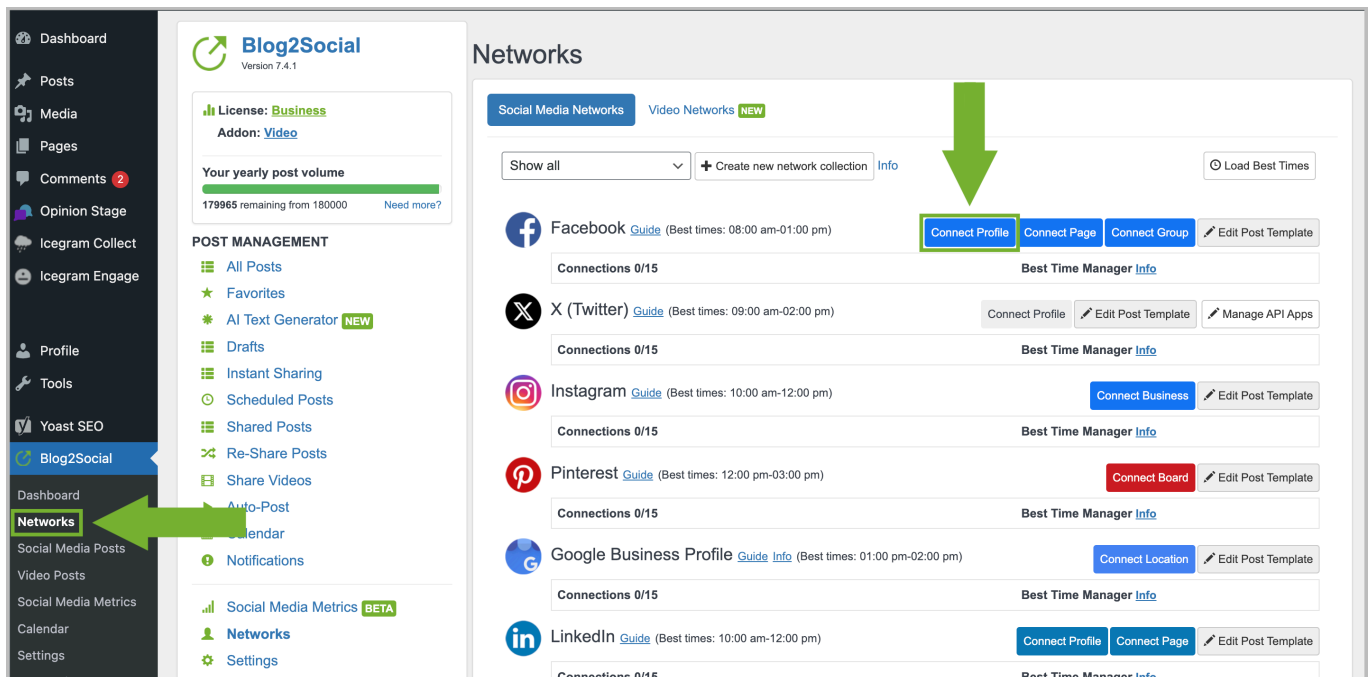 Dashboard
Posts
Media
Pages
Comments 2
Opinion Stage
Icegram Collect
Icegram Engage
Profile
Tools
Yoast SEO
Blog2Social
Dashboard
Networks
Social Media Posts
Video Posts
Social Media Metrics
Calendar
Settings
Blog2Social
Version 7.4.1
License: Business
Addon: Video
Your yearly post volume
179965 remaining from 180000 Need more?
POST MANAGEMENT
All Posts
Favorites
AI Text Generator NEW
Drafts
Instant Sharing
Scheduled Posts
Shared Posts
Re-Share Posts
Share Videos
Auto-Post
Calendar
Notifications
Social Media Metrics BETA
Networks
Settings
Networks
Social Media Networks Video Networks NEW
Show all Create new network collection Info Load Best Times
Facebook Guide (Best times: 08:00 am-01:00 pm) Connect Profile Connect Page Connect Group Edit Post Template
Connections 0/15 Best Time Manager Info
X (Twitter) Guide (Best times: 09:00 am-02:00 pm) Connect Profile Edit Post Template Manage API Apps
Connections 0/15 Best Time Manager Info
Instagram Guide (Best times: 10:00 am-12:00 pm) Connect Business Edit Post Template
Connections 0/15 Best Time Manager Info
Pinterest Guide (Best times: 12:00 pm-03:00 pm) Connect Board Edit Post Template
Connections 0/15 Best Time Manager Info
Google Business Profile Guide Info (Best times: 01:00 pm-02:00 pm) Connect Location Edit Post Template
Connections 0/15 Best Time Manager Info
LinkedIn Guide (Best times: 10:00 am-12:00 pm) Connect Profile Connect Page Edit Post Template
Connections 0/15 Best Time Manager Info